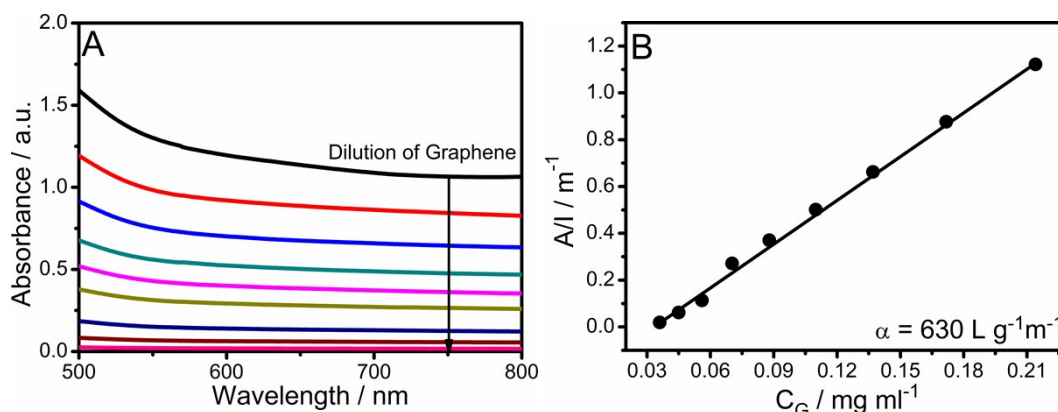 A
Dilution of Graphene
Absorbance / a.u.
2.0
1.5
1.0
0.5
0.0
500
600
700
800
Wavelength / nm
B
A/l / m⁻¹
1.2
1.0
0.8
0.6
0.4
0.2
0.0
α = 630 L g⁻¹m⁻¹
0.03
0.06
0.09
0.12
0.15
0.18
0.21
C_G / mg ml⁻¹